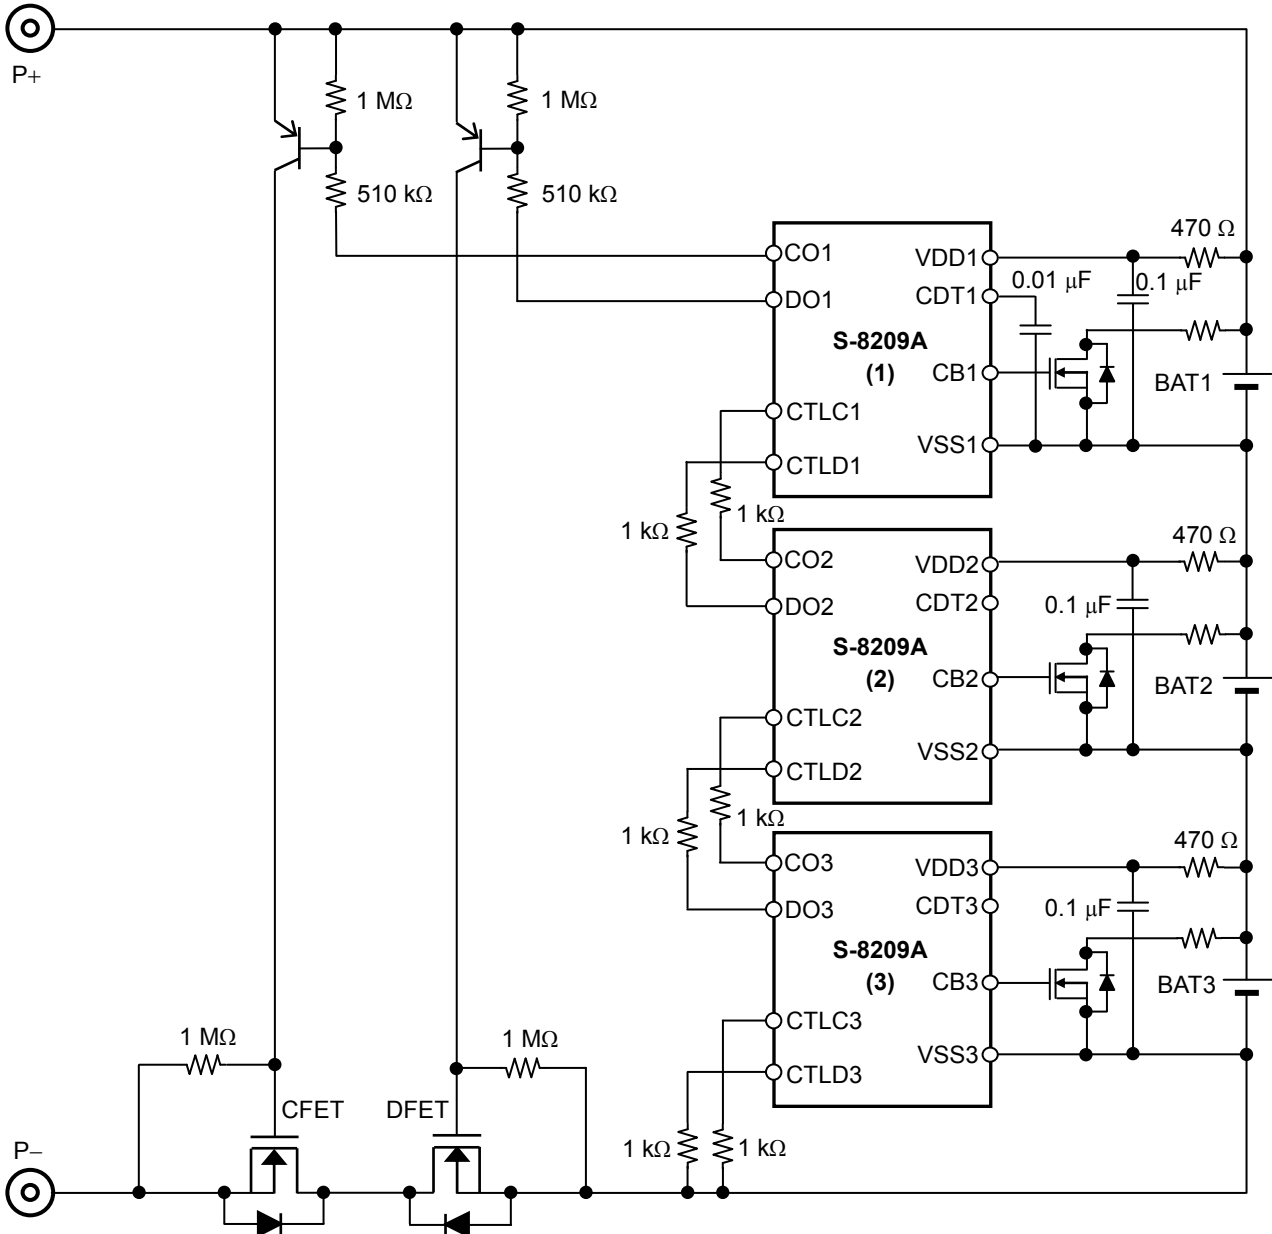 P+
1 MΩ
1 MΩ
510 kΩ
510 kΩ
470 Ω
CO1
VDD1
0.01 μF
0.1 μF
CDT1
DO1
S-8209A
(1)
CB1
BAT1
CTLC1
VSS1
CTLD1
1 kΩ
1 kΩ
470 Ω
CO2
VDD2
CDT2
0.1 μF
DO2
S-8209A
(2)
CB2
BAT2
CTLC2
VSS2
CTLD2
1 kΩ
1 kΩ
470 Ω
CO3
VDD3
CDT3
0.1 μF
DO3
S-8209A
(3)
CB3
BAT3
CTLC3
1 MΩ
1 MΩ
VSS3
CTLD3
CFET
DFET
P−
1 kΩ
1 kΩ